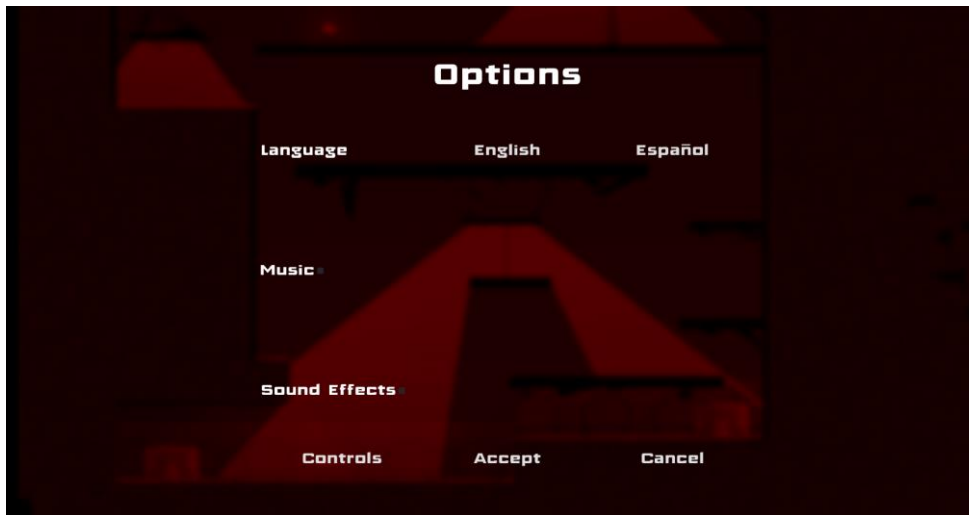 Options
Language English Español
Music
Sound Effects
Controls Accept Cancel